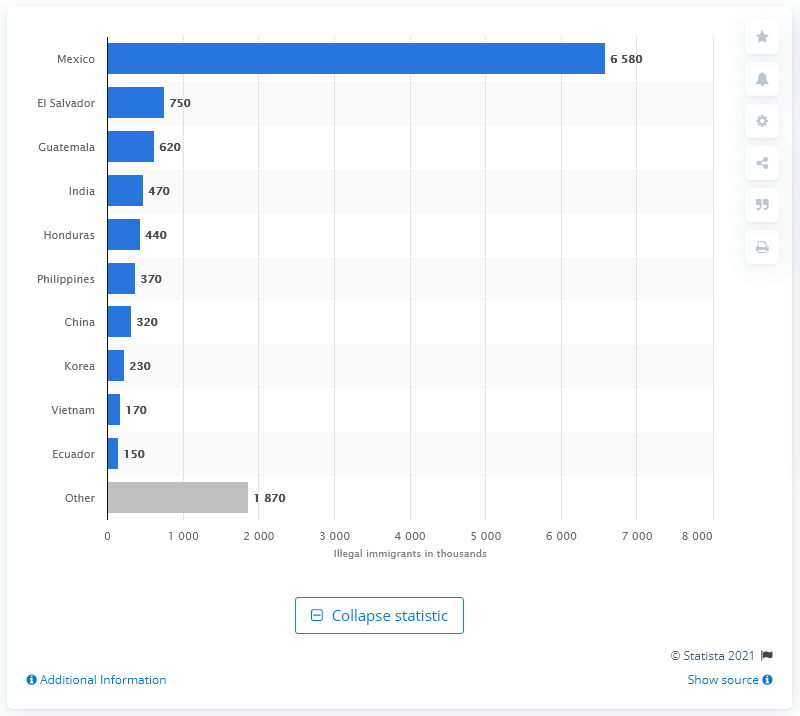 Mexico 6 580
El Salvador 750
Guatemala 620
India 470
Honduras 440
Philippines 370
China 320
Korea 230
Vietnam 170
Ecuador 150
Other 1 870
0 1 000 2 000 3 000 4 000 5 000 6 000 7 000 8 000
Illegal immigrants in thousands
Collapse statistic
© Statista 2021
Additional Information Show source